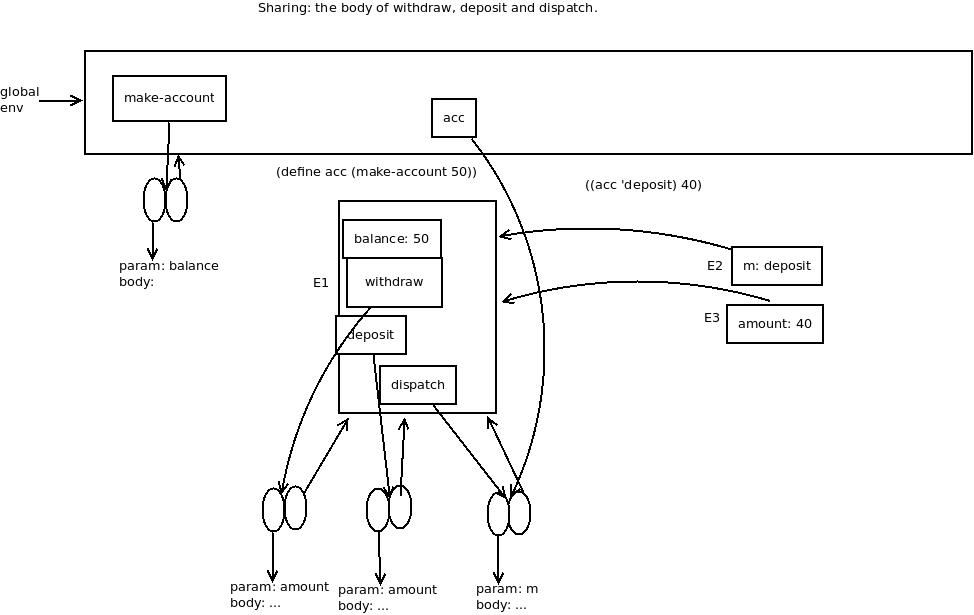 Sharing: the body of withdraw, deposit and dispatch.
global
env
make-account
acc
(define acc (make-account 50))
((acc 'deposit) 40)
param: balance
body:
balance: 50
withdraw
E1
deposit
dispatch
E2
m: deposit
E3
amount: 40
param: amount
body: ...
param: amount
body: ...
param: m
body: ...